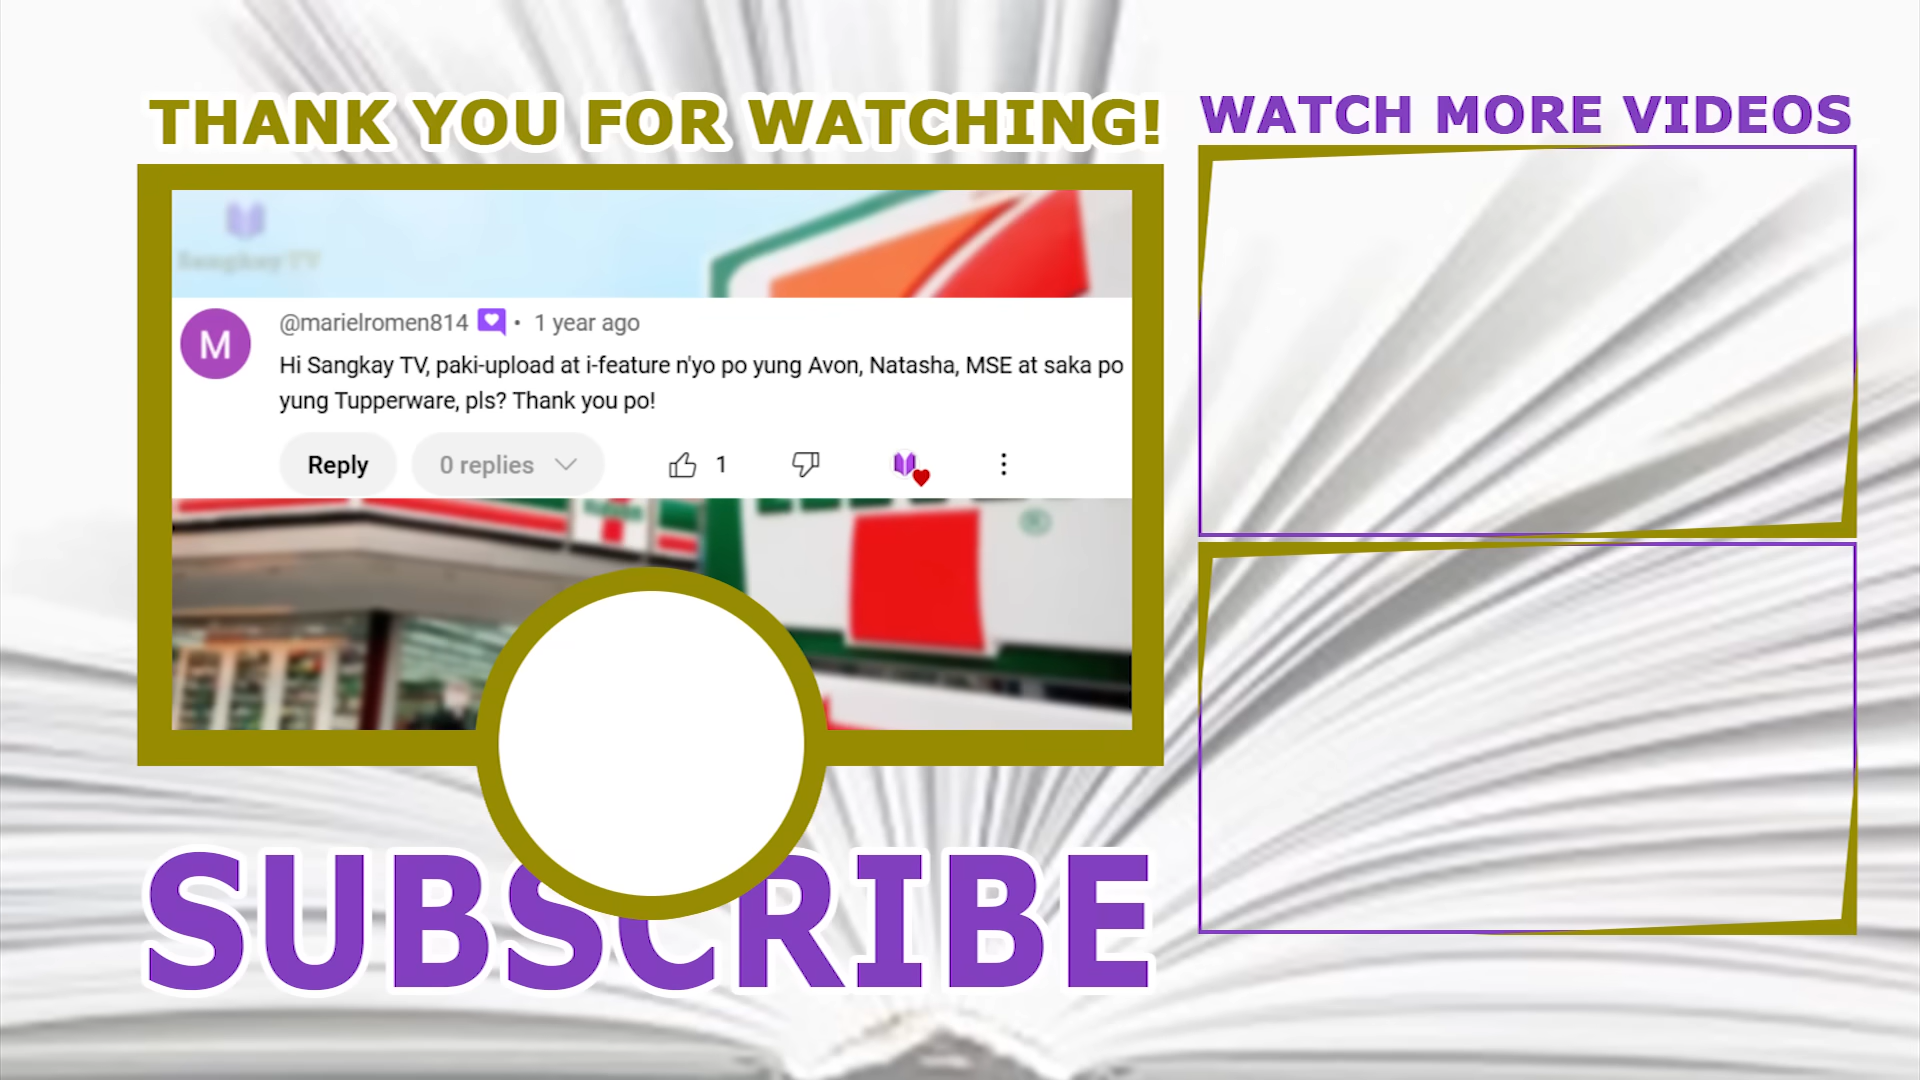 THANK YOU FOR WATCHING!
WATCH MORE VIDEOS
Sangkay TV
M
@marielromen814 • 1 year ago
Hi Sangkay TV, paki-upload at i-feature n'yo po yung Avon, Natasha, MSE at saka po
yung Tupperware, pls? Thank you po!
Reply
0 replies
1
SUBSCRIBE